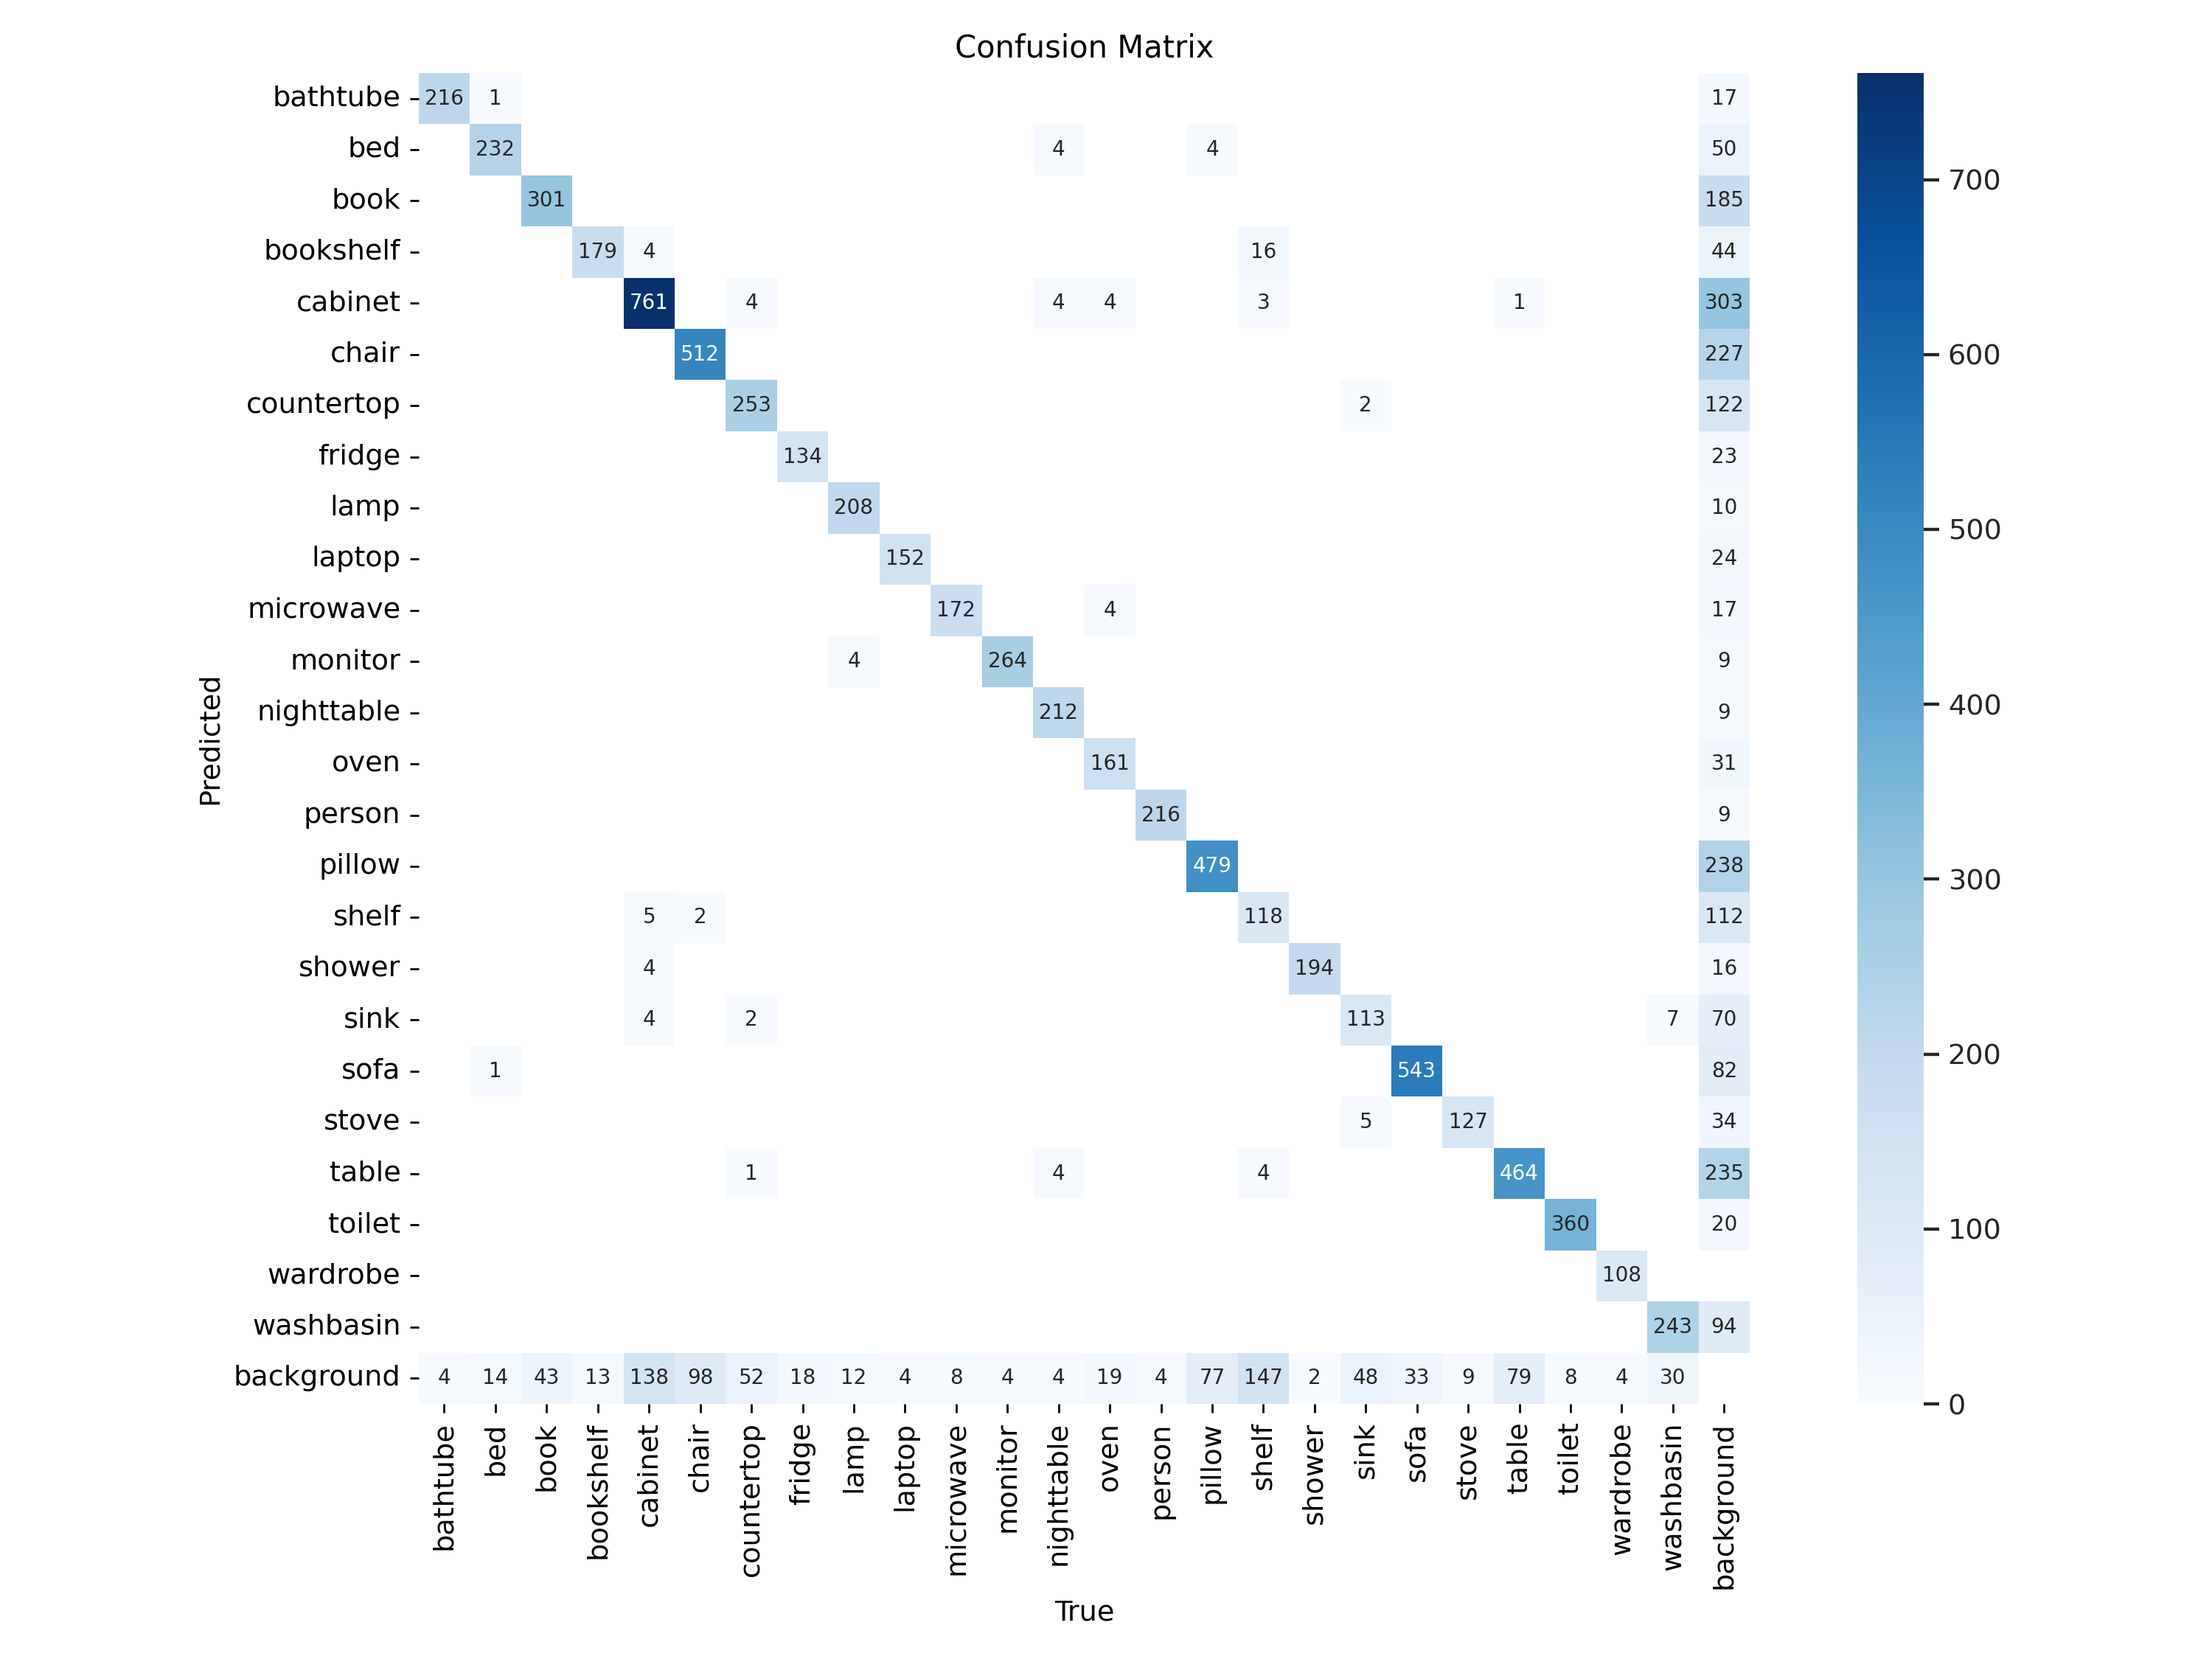 Confusion Matrix
bathtube 216 1 17
bed 232 4 4 50
book 301 185
bookshelf 179 4 16 44
cabinet 761 4 4 4 3 1 303
chair 512 227
countertop 253 2 122
fridge 134 23
lamp 208 10
laptop 152 24
microwave 172 4 17
monitor 4 264 9
nighttable 212 9
oven 161 31
person 216 9
pillow 479 238
shelf 5 2 118 112
shower 4 194 16
sink 4 2 113 7 70
sofa 1 543 82
stove 5 127 34
table 1 4 4 464 235
toilet 360 20
wardrobe 108
washbasin 243 94
background 4 14 43 13 138 98 52 18 12 4 8 4 4 19 4 77 147 2 48 33 9 79 8 4 30
bathtube bed book bookshelf cabinet chair countertop fridge lamp laptop microwave monitor nighttable oven person pillow shelf shower sink sofa stove table toilet wardrobe washbasin background
True
Predicted
700
600
500
400
300
200
100
0